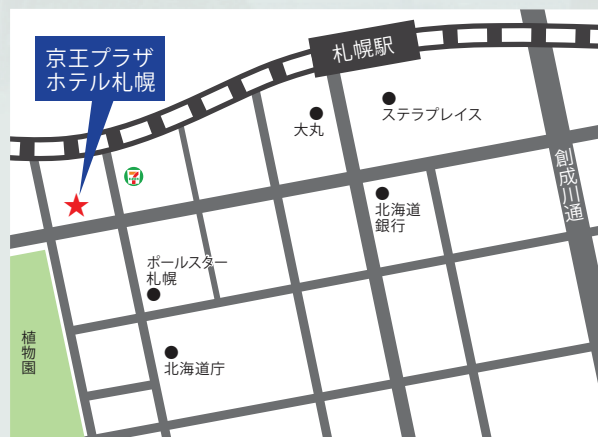 札幌駅
京王プラザ
ホテル札幌
大丸
ステラプレイス
創成川通
北海道
銀行
ポールスター
札幌
植物園
北海道庁